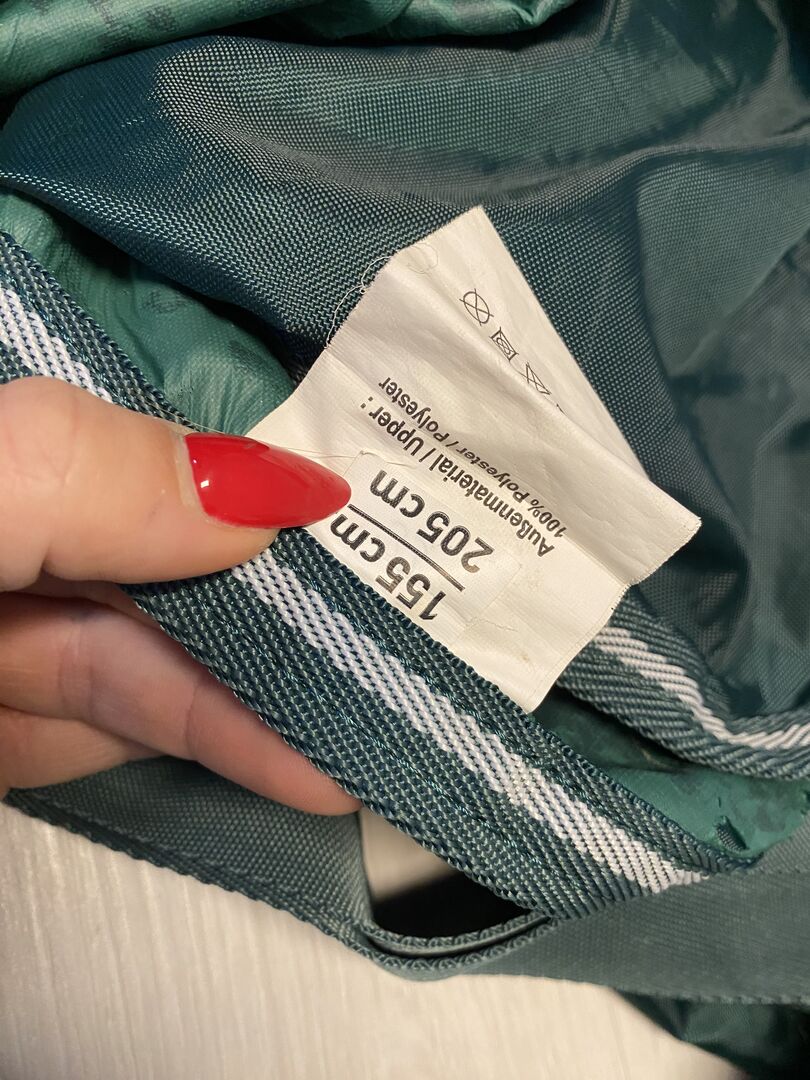 155 cm
205 cm
Außenmaterial / Upper :
100% Polyester / Polyester